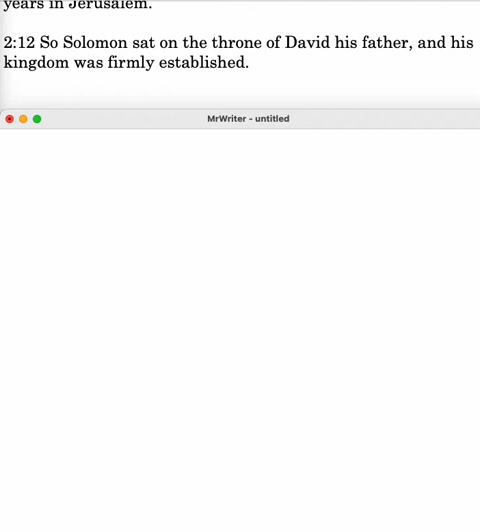 years in Jerusalem.
2:12 So Solomon sat on the throne of David his father, and his
kingdom was firmly established.
MrWriter - untitled